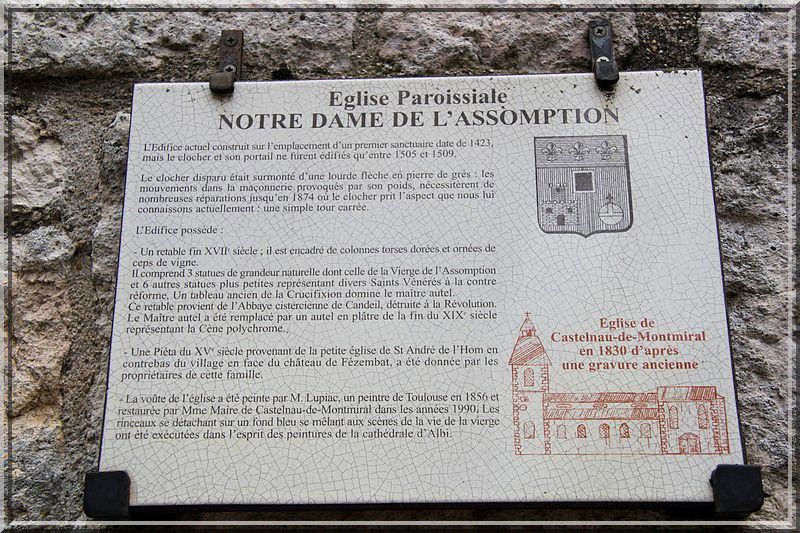 Eglise Paroissiale
NOTRE DAME DE L'ASSOMPTION
L'Edifice actuel construit sur l'emplacement d'un premier sanctuaire date de 1423,
mais le clocher et son portail ne furent édifiés qu'entre 1505 et 1509.
Le clocher disparu était surmonté d'une lourde flèche en pierre de grés : les
mouvements dans la maçonnerie provoqués par son poids, nécessitèrent de
nombreuses réparations jusqu'en 1874 où le clocher prit l'aspect que nous lui
connaissons actuellement : une simple tour carrée.
L'Edifice possède :
- Un retable fin XVIIe siècle ; il est encadré de colonnes torses dorées et ornées de
ceps de vigne.
Il comprend 3 statues de grandeur naturelle dont celle de la Vierge de l'Assomption
et 6 autres statues plus petites représentant divers Saints Vénérés à la contre
réforme. Un tableau ancien de la Crucifixion domine le maître autel.
Ce retable provient de l'Abbaye cistercienne de Candeil, détruite à la Révolution.
Le Maître autel a été remplacé par un autel en plâtre de la fin du XIXe siècle
représentant la Cène polychrome.
- Une Piéta du XVe siècle provenant de la petite église de St André de l'Hom en
contrebas du village en face du château de Fézembat, a été donnée par les
propriétaires de cette famille.
- La voûte de l'église a été peinte par M. Lupiac, un peintre de Toulouse en 1856 et
restaurée par Mme Maire de Castelnau-de-Montmiral dans les années 1990. Les
rinceaux se détachant sur un fond bleu se mêlant aux scènes de la vie de la vierge
ont été exécutées dans l'esprit des peintures de la cathédrale d'Albi.
Eglise de
Castelnau-de-Montmiral
en 1830 d'après
une gravure ancienne